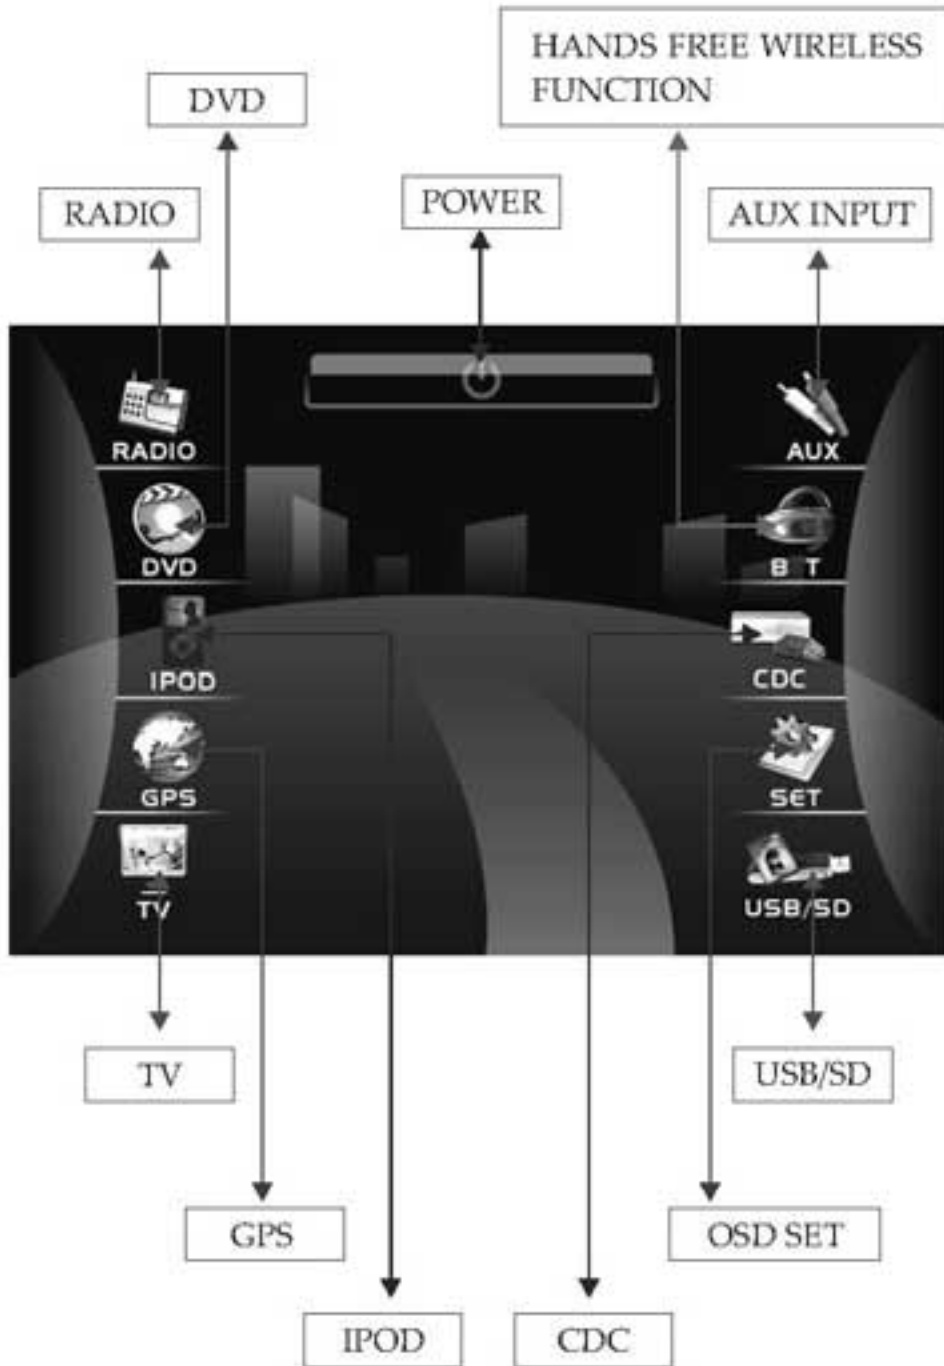 HANDS FREE WIRELESS
FUNCTION
DVD
RADIO
POWER
AUX INPUT
RADIO
AUX
DVD
B T
IPOD
CDC
GPS
SET
TV
USB/SD
TV
USB/SD
GPS
OSD SET
IPOD
CDC